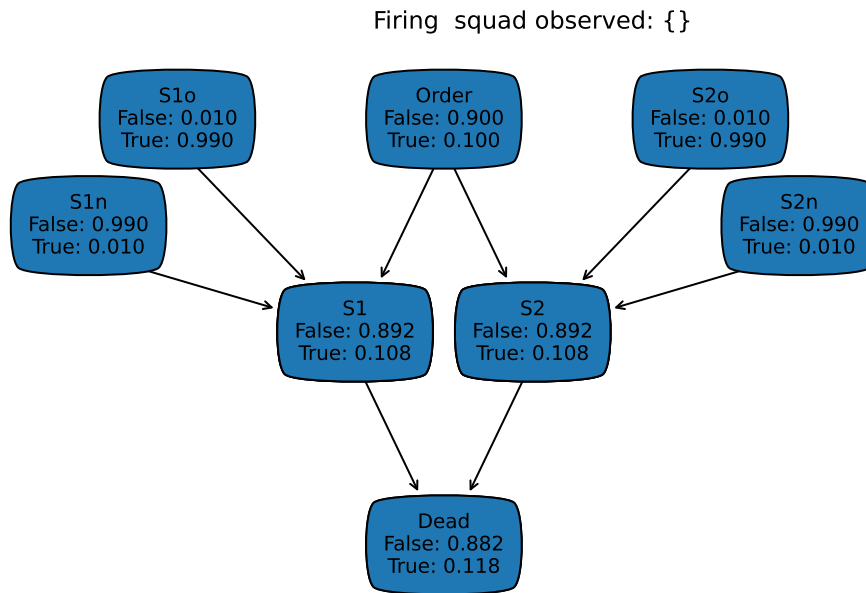 Firing  squad observed: {}
S1o
False: 0.010
True: 0.990
Order
False: 0.900
True: 0.100
S2o
False: 0.010
True: 0.990
S1n
False: 0.990
True: 0.010
S2n
False: 0.990
True: 0.010
S1
False: 0.892
True: 0.108
S2
False: 0.892
True: 0.108
Dead
False: 0.882
True: 0.118